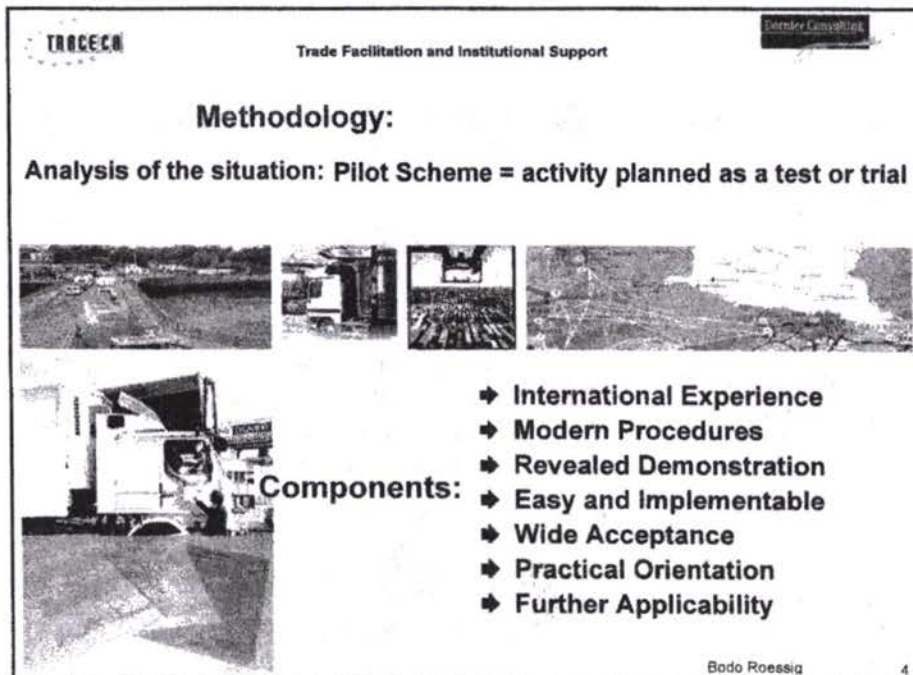 TRACECA
Trade Facilitation and Institutional Support
Dornier Consulting
Methodology:
Analysis of the situation: Pilot Scheme = activity planned as a test or trial
Components:
➔ International Experience
➔ Modern Procedures
➔ Revealed Demonstration
➔ Easy and Implementable
➔ Wide Acceptance
➔ Practical Orientation
➔ Further Applicability
Bodo Roessig
4